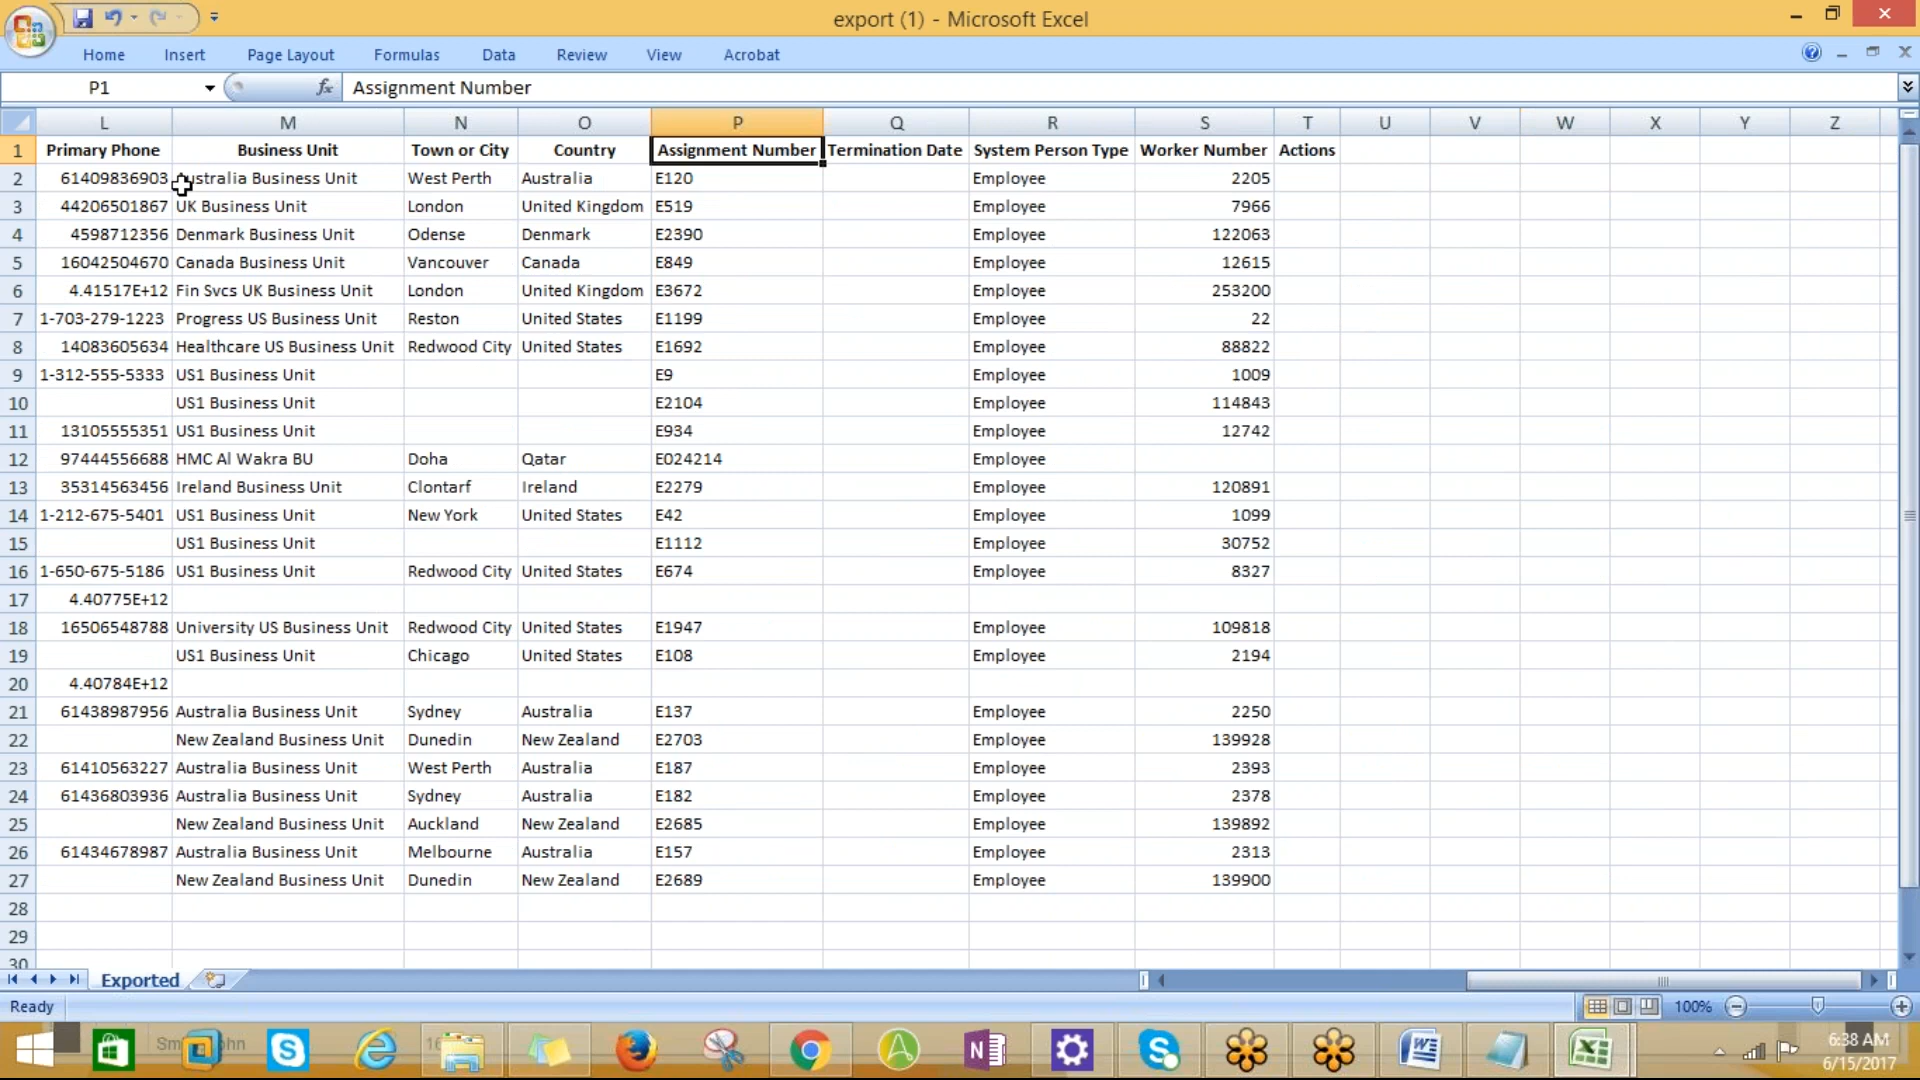 export (1) - Microsoft Excel
Home Insert Page Layout Formulas Data Review View Acrobat
P1 fx Assignment Number
L M N O P Q R S T U V W X Y Z
1 Primary Phone Business Unit Town or City Country Assignment Number Termination Date System Person Type Worker Number Actions
2 61409836903 Australia Business Unit West Perth Australia E120 Employee 2205
3 44206501867 UK Business Unit London United Kingdom E519 Employee 7966
4 4598712356 Denmark Business Unit Odense Denmark E2390 Employee 122063
5 16042504670 Canada Business Unit Vancouver Canada E849 Employee 12615
6 4.41517E+12 Fin Svcs UK Business Unit London United Kingdom E3672 Employee 253200
7 1-703-279-1223 Progress US Business Unit Reston United States E1199 Employee 22
8 14083605634 Healthcare US Business Unit Redwood City United States E1692 Employee 88822
9 1-312-555-5333 US1 Business Unit E9 Employee 1009
10 US1 Business Unit E2104 Employee 114843
11 13105555351 US1 Business Unit E934 Employee 12742
12 97444556688 HMC Al Wakra BU Doha Qatar E024214 Employee
13 35314563456 Ireland Business Unit Clontarf Ireland E2279 Employee 120891
14 1-212-675-5401 US1 Business Unit New York United States E42 Employee 1099
15 US1 Business Unit E1112 Employee 30752
16 1-650-675-5186 US1 Business Unit Redwood City United States E674 Employee 8327
17 4.40775E+12
18 16506548788 University US Business Unit Redwood City United States E1947 Employee 109818
19 US1 Business Unit Chicago United States E108 Employee 2194
20 4.40784E+12
21 61438987956 Australia Business Unit Sydney Australia E137 Employee 2250
22 New Zealand Business Unit Dunedin New Zealand E2703 Employee 139928
23 61410563227 Australia Business Unit West Perth Australia E187 Employee 2393
24 61436803936 Australia Business Unit Sydney Australia E182 Employee 2378
25 New Zealand Business Unit Auckland New Zealand E2685 Employee 139892
26 61434678987 Australia Business Unit Melbourne Australia E157 Employee 2313
27 New Zealand Business Unit Dunedin New Zealand E2689 Employee 139900
28
29
30
Exported
Ready 100%
6:38 AM
6/15/2017